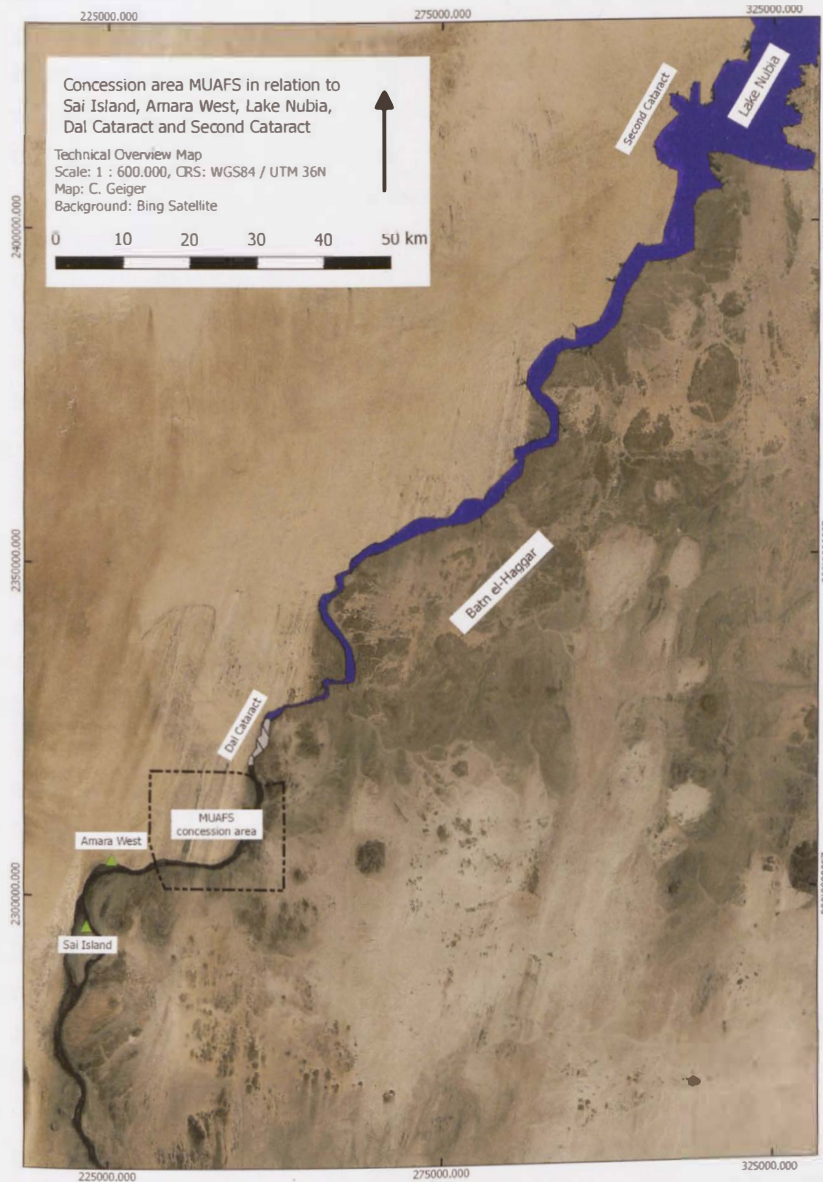 225000.000
275000.000
325000.000
Concession area MUAFS in relation to
Sai Island, Amara West, Lake Nubia,
Dal Cataract and Second Cataract
Technical Overview Map
Scale: 1 : 600.000, CRS: WGS84 / UTM 36N
Map: C. Geiger
Background: Bing Satellite
0 10 20 30 40 50 km
Second Cataract
Lake Nubia
2400000.000
2350000.000
Batn el-Haggar
Dal Cataract
MUAFS
concession area
Amara West
2300000.000
Sai Island
225000.000
275000.000
325000.000